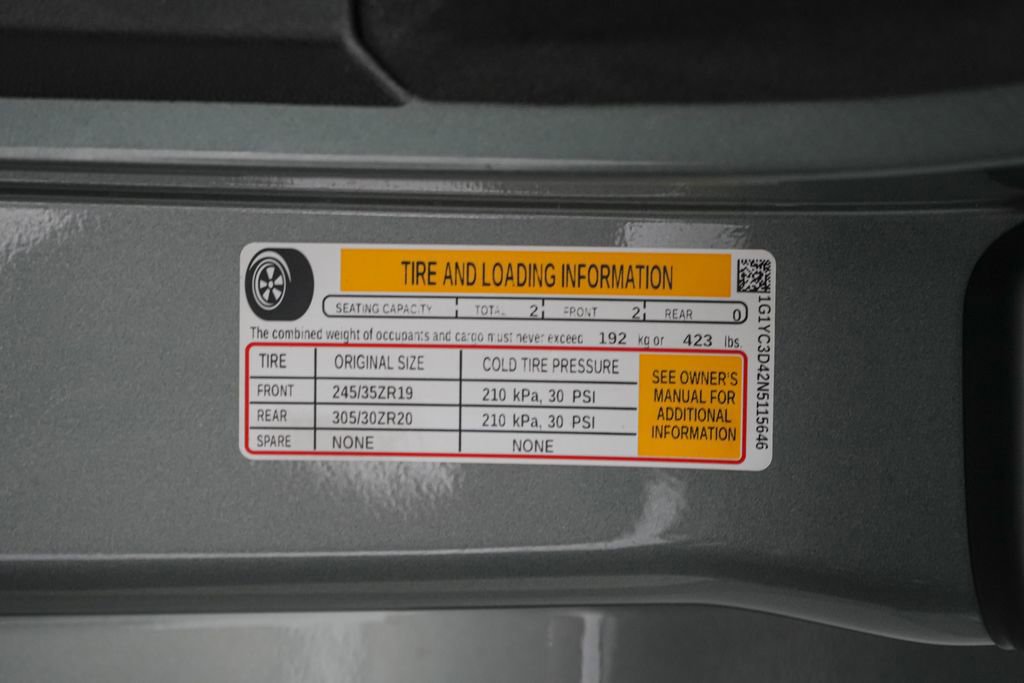 TIRE AND LOADING INFORMATION
SEATING CAPACITY TOTAL 2 FRONT 2 REAR 0
The combined weight of occupants and cargo must never exceed 192 kg or 423 lbs.
TIRE ORIGINAL SIZE COLD TIRE PRESSURE
FRONT 245/35ZR19 210 kPa, 30 PSI
REAR 305/30ZR20 210 kPa, 30 PSI
SPARE NONE NONE
SEE OWNER'S
MANUAL FOR
ADDITIONAL
INFORMATION
1G1YC3D42N5115646